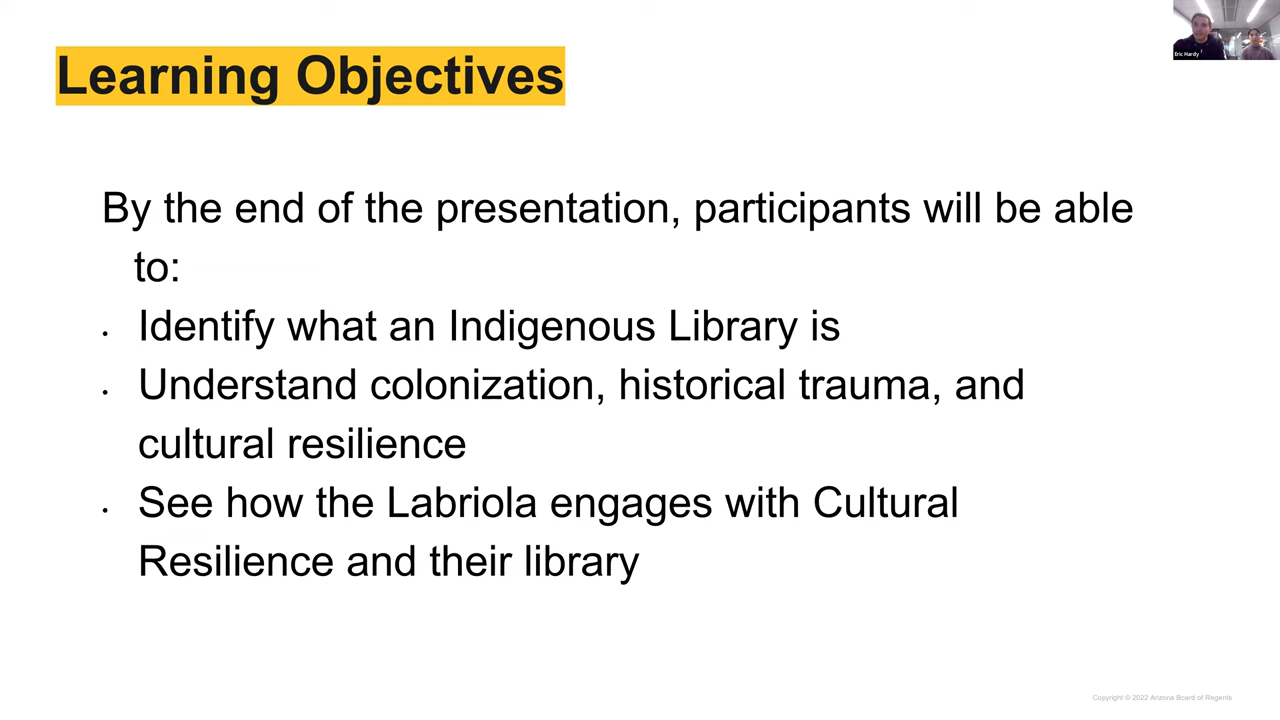 Learning Objectives
Eric Hardy
By the end of the presentation, participants will be able
to:
• Identify what an Indigenous Library is
• Understand colonization, historical trauma, and
cultural resilience
• See how the Labriola engages with Cultural
Resilience and their library
Copyright © 2022 Arizona Board of Regents